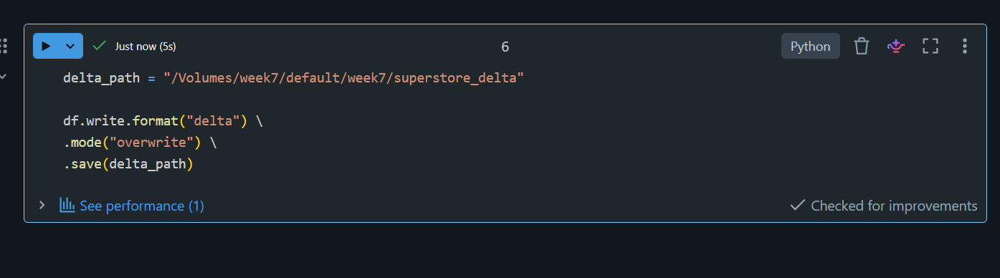 Just now (5s)
6
Python
delta_path = "/Volumes/week7/default/week7/superstore_delta"
df.write.format("delta") \
.mode("overwrite") \
.save(delta_path)
See performance (1)
Checked for improvements